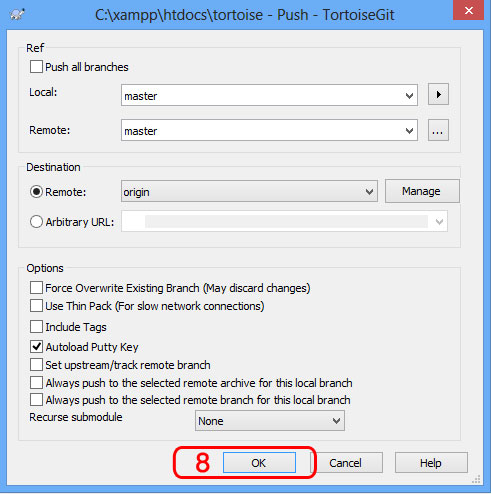 C:\xampp\htdocs\tortoise - Push - TortoiseGit
Ref
Push all branches
Local:
master
Remote:
master
...
Destination
Remote:
origin
Manage
Arbitrary URL:
Options
Force Overwrite Existing Branch (May discard changes)
Use Thin Pack (For slow network connections)
Include Tags
Autoload Putty Key
Set upstream/track remote branch
Always push to the selected remote archive for this local branch
Always push to the selected remote branch for this local branch
Recurse submodule
None
8 OK Cancel Help